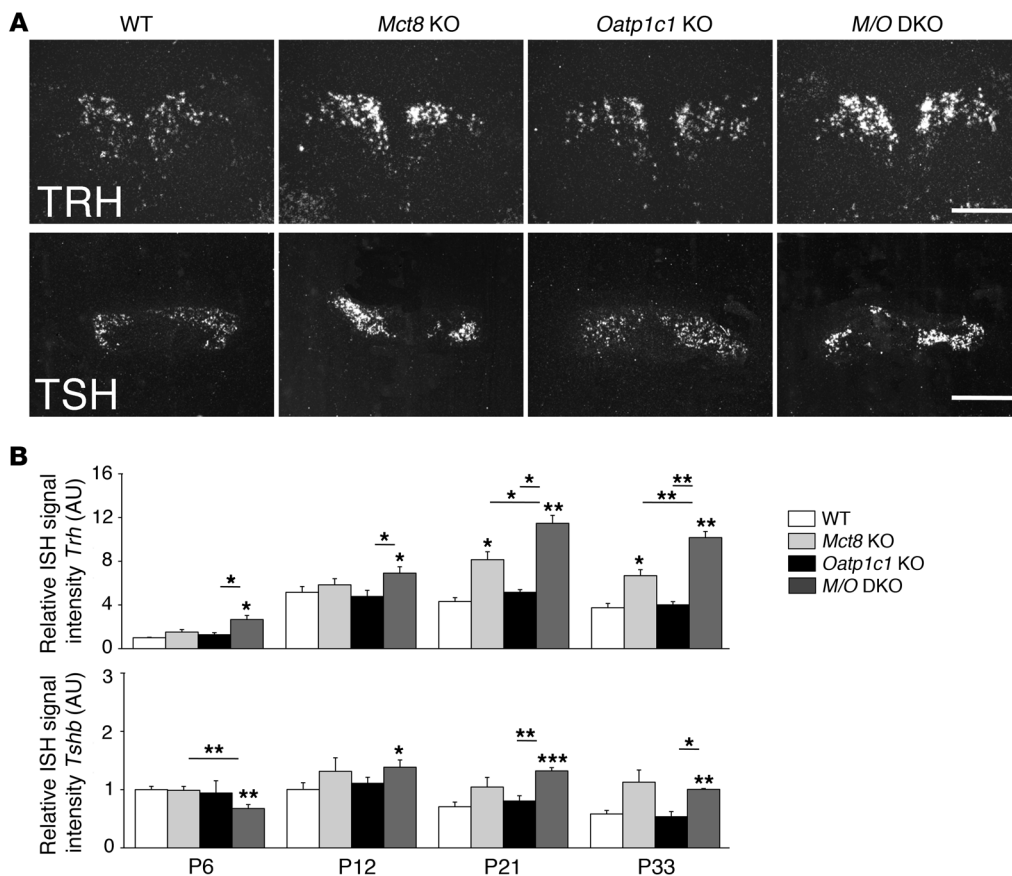 A
WT
Mct8 KO
Oatp1c1 KO
M/O DKO
TRH
TSH
B
Relative ISH signal
intensity Trh (AU)
16
12
8
4
0
*
*
*
*
*
*
*
**
*
**
**
**
WT
Mct8 KO
Oatp1c1 KO
M/O DKO
Relative ISH signal
intensity Tshb (AU)
3
2
1
0
**
**
*
**
***
*
**
P6
P12
P21
P33